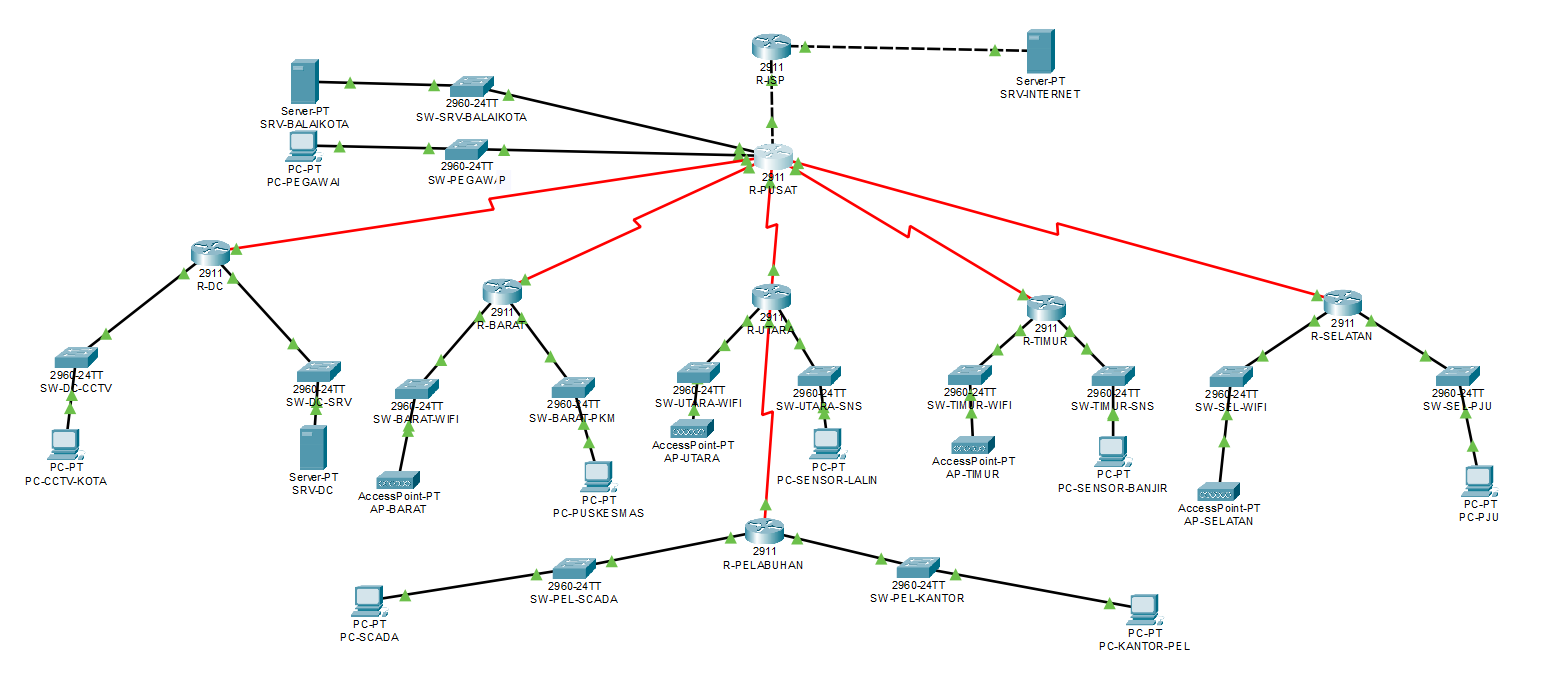 2911
R-ISP
Server-PT
SRV-INTERNET
Server-PT
SRV-BALAIKOTA
2960-24TT
SW-SRV-BALAIKOTA
PC-PT
PC-PEGAWAI
2960-24TT
2911
R-PUSAT
2911
R-DC
2911
R-BARAT
2911
R-UTARA
2911
R-TIMUR
2911
R-SELATAN
2960-24TT
SW-DC-CCTV
2960-24TT
SW-DC-SRV
2960-24TT
SW-BARAT-WIFI
2960-24TT
SW-BARAT-PKM
2960-24TT
SW-UTARA-WIFI
2960-24TT
SW-UTARA-SNS
2960-24TT
SW-TIMUR-WIFI
2960-24TT
SW-TIMUR-SNS
2960-24TT
SW-SEL-WIFI
2960-24TT
SW-SEL-PJU
PC-PT
PC-CCTV-KOTA
Server-PT
SRV-DC
AccessPoint-PT
AP-BARAT
PC-PT
PC-PUSKESMAS
AccessPoint-PT
AP-UTARA
PC-PT
PC-SENSOR-LALIN
AccessPoint-PT
AP-TIMUR
PC-PT
PC-SENSOR-BANJIR
AccessPoint-PT
AP-SELATAN
PC-PT
PC-PJU
2911
R-PELABUHAN
2960-24TT
SW-PEL-SCADA
2960-24TT
SW-PEL-KANTOR
PC-PT
PC-SCADA
PC-PT
PC-KANTOR-PEL